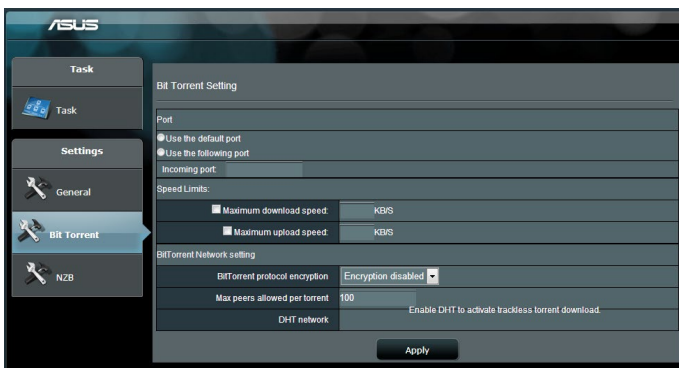 ASUS
Task
Task
Settings
General
Bit Torrent
NZB
Bit Torrent Setting
Port
Use the default port
Use the following port
Incoming port:
Speed Limits:
Maximum download speed: KB/S
Maximum upload speed: KB/S
BitTorrent Network setting
BitTorrent protocol encryption Encryption disabled
Max peers allowed per torrent 100
Enable DHT to activate trackless torrent download.
DHT network
Apply